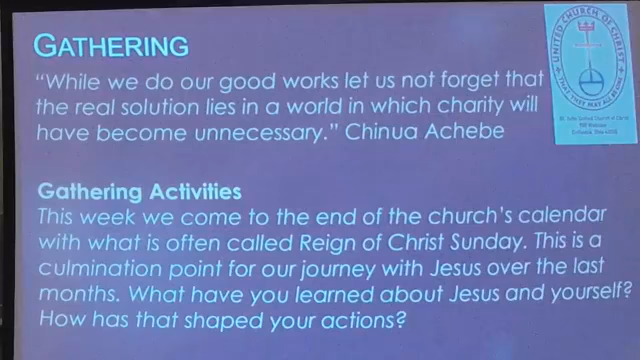 GATHERING
"While we do our good works let us not forget that
the real solution lies in a world in which charity will
have become unnecessary." Chinua Achebe
Gathering Activities
This week we come to the end of the church's calendar
with what is often called Reign of Christ Sunday. This is a
culmination point for our journey with Jesus over the last
months. What have you learned about Jesus and yourself?
How has that shaped your actions?
UNITED CHURCH OF CHRIST
THAT THEY MAY ALL BE ONE
United Church of Christ